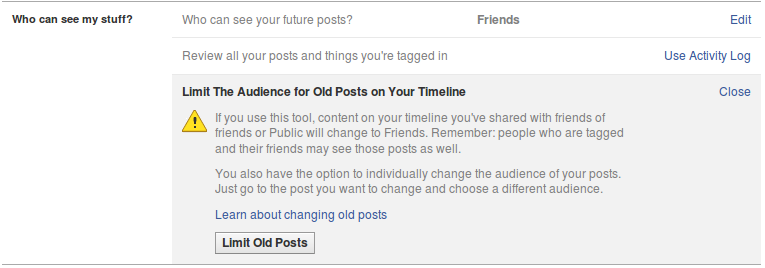 Who can see my stuff? Who can see your future posts? Friends Edit
Review all your posts and things you're tagged in Use Activity Log
Limit The Audience for Old Posts on Your Timeline Close
If you use this tool, content on your timeline you've shared with friends of
friends or Public will change to Friends. Remember: people who are tagged
and their friends may see those posts as well.
You also have the option to individually change the audience of your posts.
Just go to the post you want to change and choose a different audience.
Learn about changing old posts
Limit Old Posts